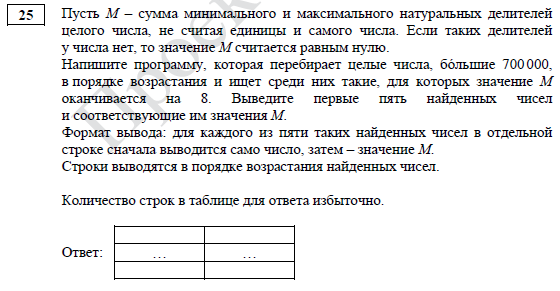 25
Пусть M – сумма минимального и максимального натуральных делителей
целого числа, не считая единицы и самого числа. Если таких делителей
у числа нет, то значение M считается равным нулю.
Напишите программу, которая перебирает целые числа, бо́льшие 700 000,
в порядке возрастания и ищет среди них такие, для которых значение M
оканчивается на 8. Выведите первые пять найденных чисел
и соответствующие им значения M.
Формат вывода: для каждого из пяти таких найденных чисел в отдельной
строке сначала выводится само число, затем – значение M.
Строки выводятся в порядке возрастания найденных чисел.
Количество строк в таблице для ответа избыточно.
Ответ:
… …